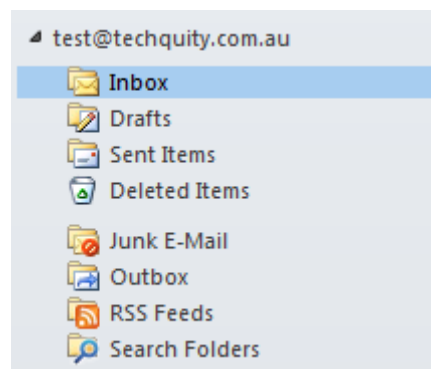 test@techquity.com.au
Inbox
Drafts
Sent Items
Deleted Items
Junk E-Mail
Outbox
RSS Feeds
Search Folders